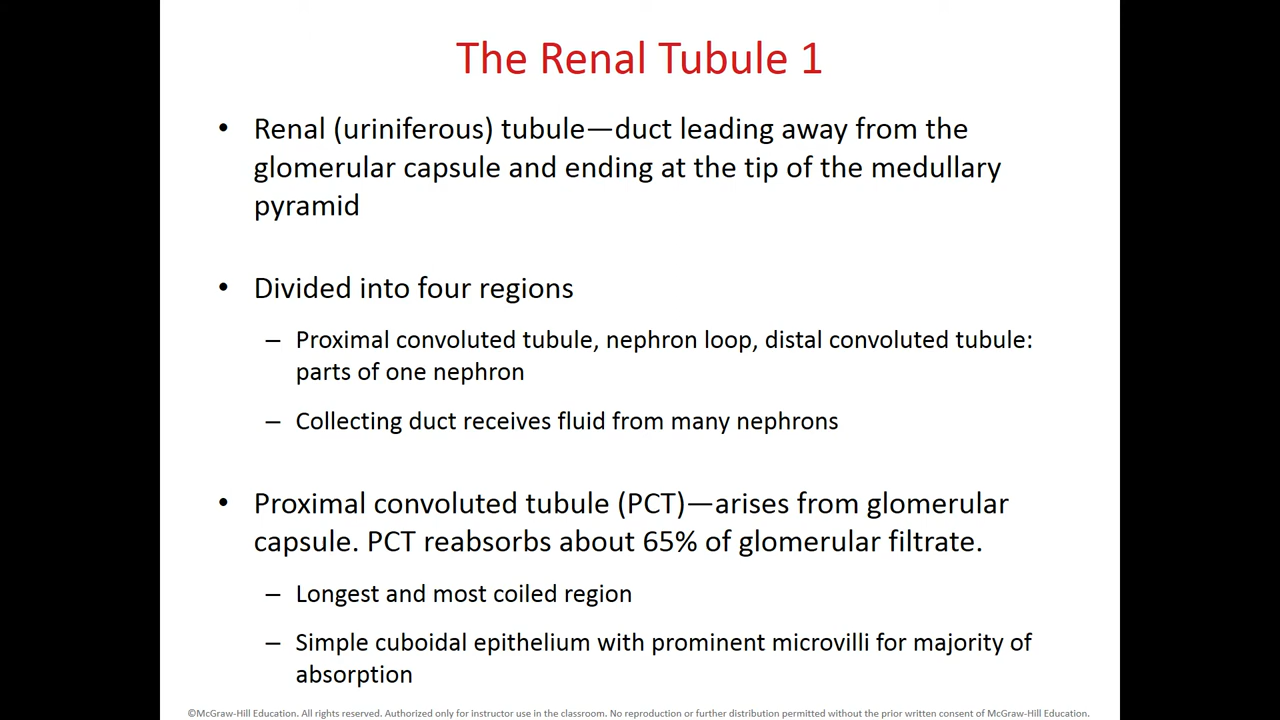 The Renal Tubule 1
• Renal (uriniferous) tubule—duct leading away from the
glomerular capsule and ending at the tip of the medullary
pyramid
• Divided into four regions
– Proximal convoluted tubule, nephron loop, distal convoluted tubule:
parts of one nephron
– Collecting duct receives fluid from many nephrons
• Proximal convoluted tubule (PCT)—arises from glomerular
capsule. PCT reabsorbs about 65% of glomerular filtrate.
– Longest and most coiled region
– Simple cuboidal epithelium with prominent microvilli for majority of
absorption
©McGraw-Hill Education. All rights reserved. Authorized only for instructor use in the classroom. No reproduction or further distribution permitted without the prior written consent of McGraw-Hill Education.